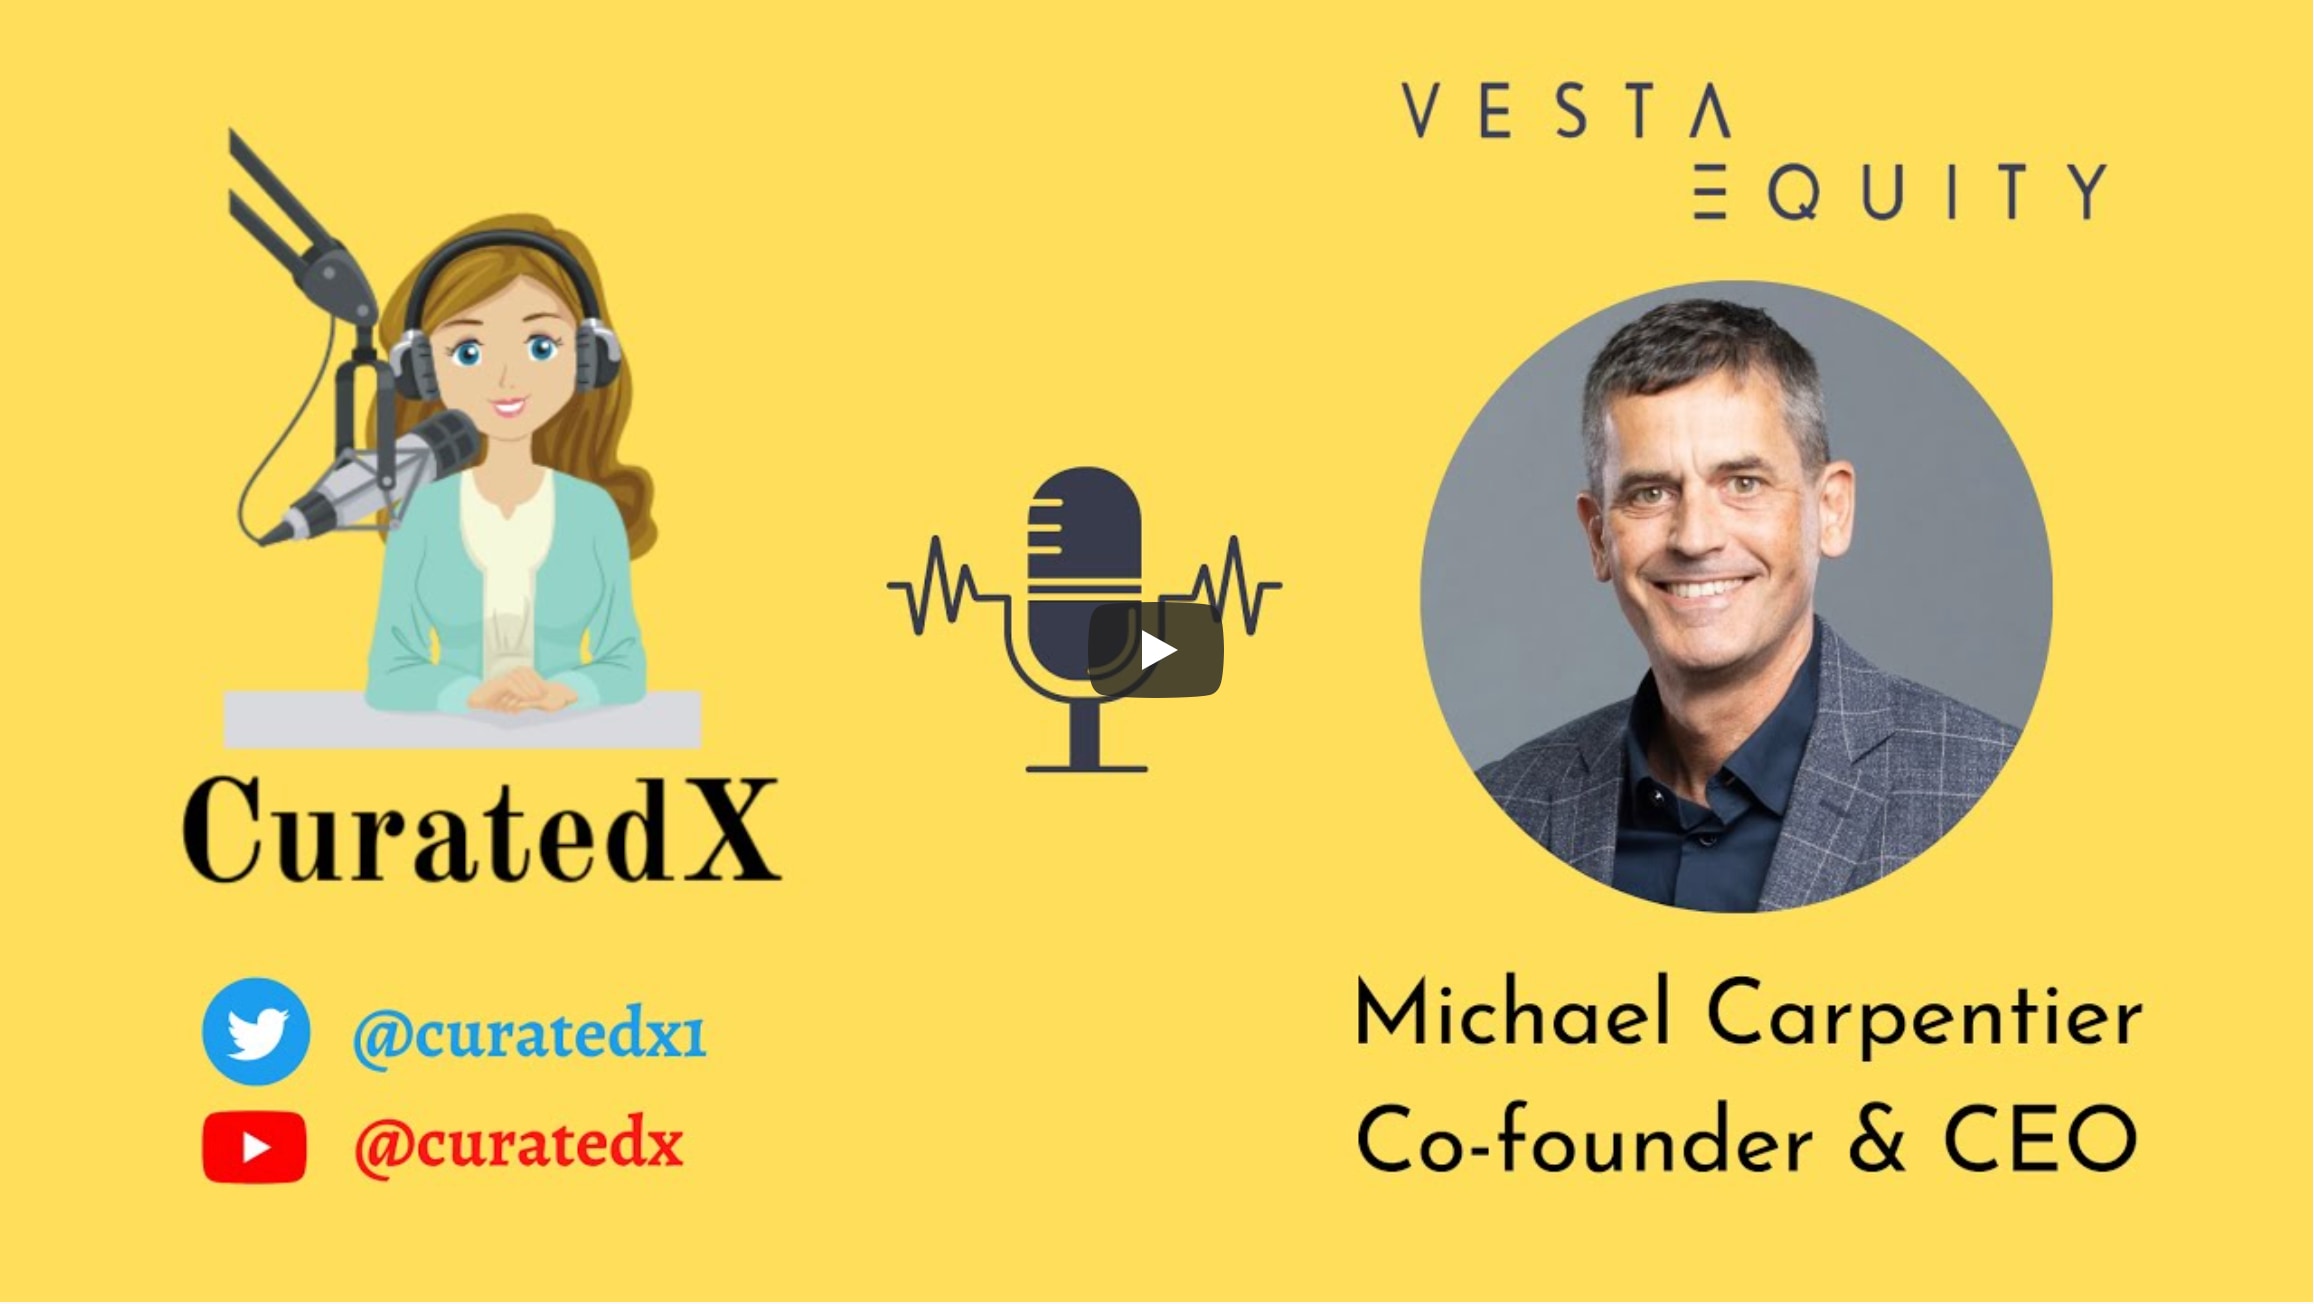 VESTA
EQUITY
CuratedX
@curatedx1
@curatedx
Michael Carpentier
Co-founder & CEO